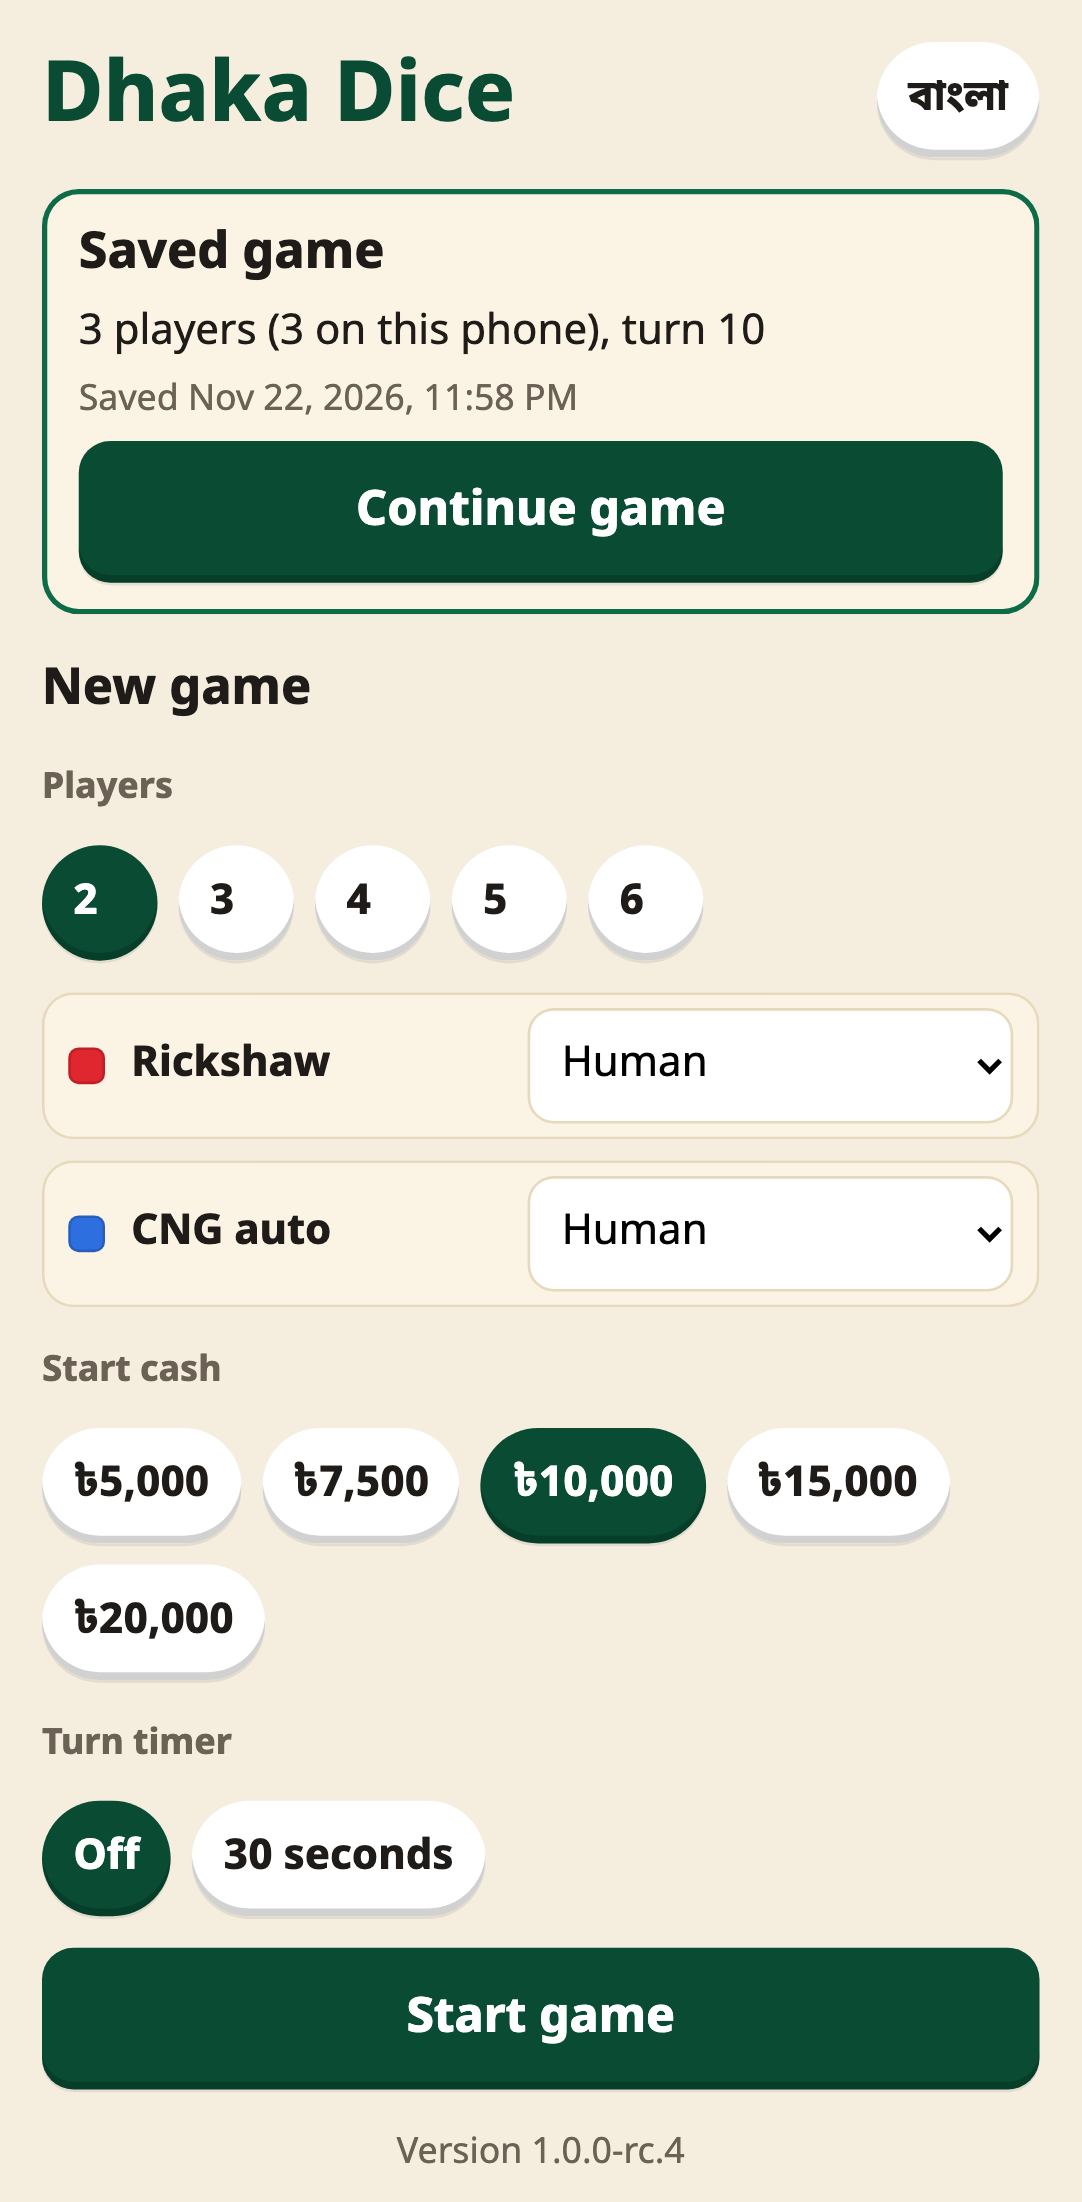 Dhaka Dice
বাংলা
Saved game
3 players (3 on this phone), turn 10
Saved Nov 22, 2026, 11:58 PM
Continue game
New game
Players
2 3 4 5 6
Rickshaw Human
CNG auto Human
Start cash
৳5,000 ৳7,500 ৳10,000 ৳15,000
৳20,000
Turn timer
Off 30 seconds
Start game
Version 1.0.0-rc.4